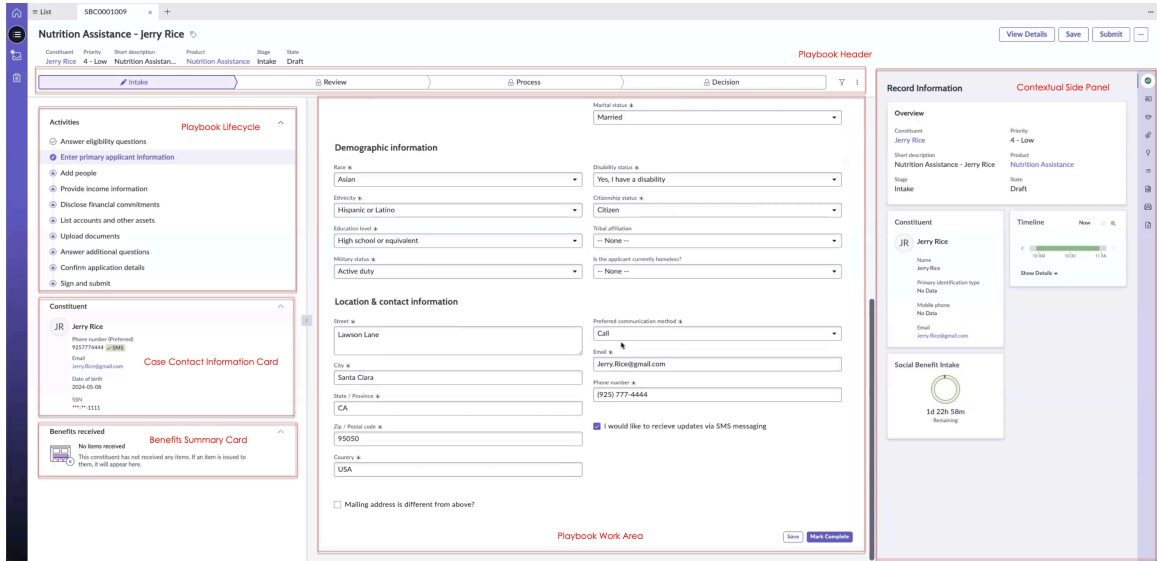 List
SBC0001009
Nutrition Assistance - Jerry Rice
View Details
Save
Submit
Constituent
Priority
Short description
Product
Stage
State
Jerry Rice
4 - Low
Nutrition Assistan...
Nutrition Assistance
Intake
Draft
Playbook Header
Intake
Review
Process
Decision
Activities
Playbook Lifecycle
Answer eligibility questions
Enter primary applicant information
Add people
Provide income information
Disclose financial commitments
List accounts and other assets
Upload documents
Answer additional questions
Confirm application details
Sign and submit
Constituent
JR
Jerry Rice
Phone number (Preferred)
9257774444
SMS
Email
Jerry.Rice@gmail.com
Case Contact Information Card
Date of birth
2024-05-08
SSN
***-**-1111
Benefits received
Benefits Summary Card
No items received
This constituent has not received any items. If an item is issued to
them, it will appear here.
Marital status *
Married
Demographic information
Race *
Asian
Disability status *
Yes, I have a disability
Ethnicity *
Hispanic or Latino
Citizenship status *
Citizen
Education level *
High school or equivalent
Tribal affiliation
-- None --
Military status *
Active duty
Is the applicant currently homeless?
-- None --
Location & contact information
Street *
Lawson Lane
Preferred communication method *
Call
City *
Santa Clara
Email *
Jerry.Rice@gmail.com
State / Province *
CA
Phone number *
(925) 777-4444
Zip / Postal code *
95050
I would like to recieve updates via SMS messaging
Country *
USA
Mailing address is different from above?
Playbook Work Area
Save
Mark Complete
Record Information
Contextual Side Panel
Overview
Constituent
Jerry Rice
Priority
4 - Low
Short description
Nutrition Assistance - Jerry Rice
Product
Nutrition Assistance
Stage
Intake
State
Draft
Constituent
JR
Jerry Rice
Name
Jerry Rice
Primary identification type
No Data
Mobile phone
No Data
Email
Jerry.Rice@gmail.com
Timeline
Now
10 AM
10:30
11 AM
Show Details
Social Benefit Intake
1d 22h 58m
Remaining